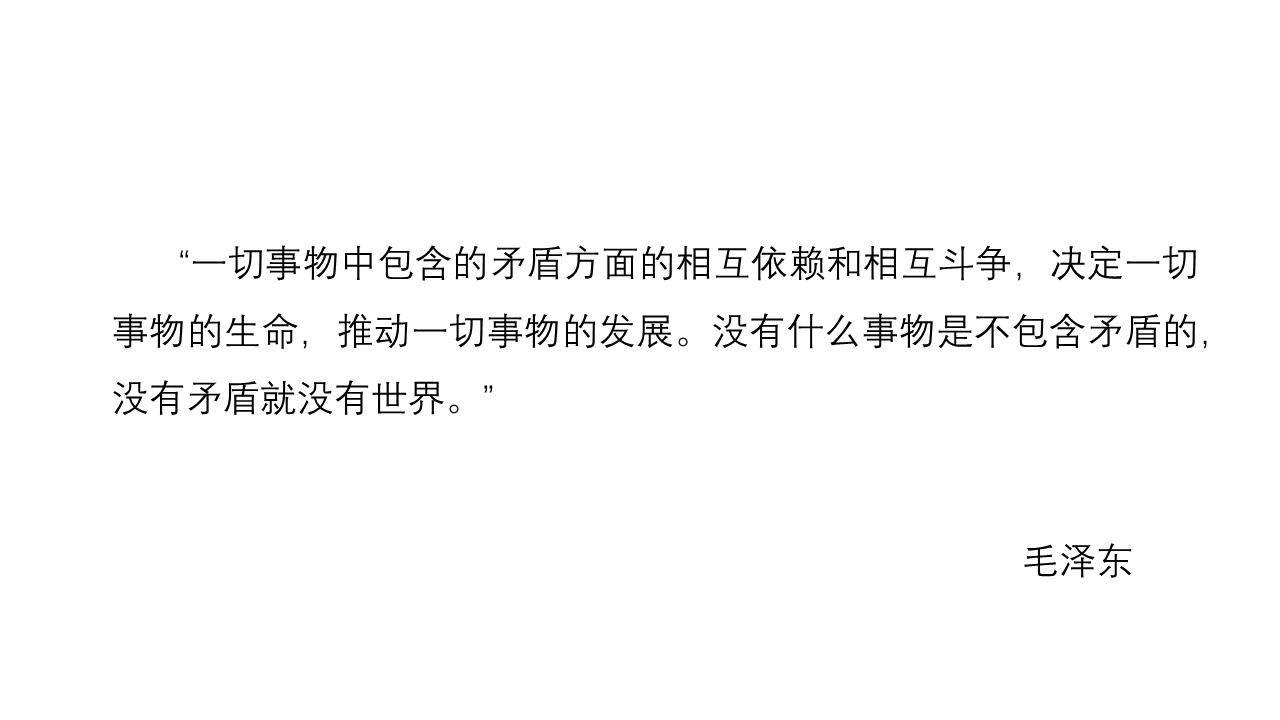 “一切事物中包含的矛盾方面的相互依赖和相互斗争，决定一切
事物的生命，推动一切事物的发展。没有什么事物是不包含矛盾的，
没有矛盾就没有世界。”
毛泽东